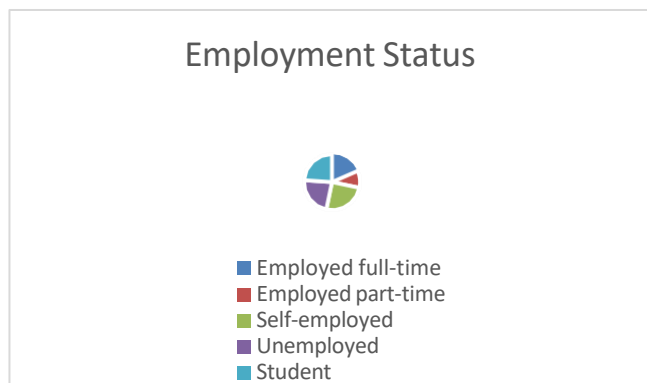 Employment Status
Employed full-time
Employed part-time
Self-employed
Unemployed
Student